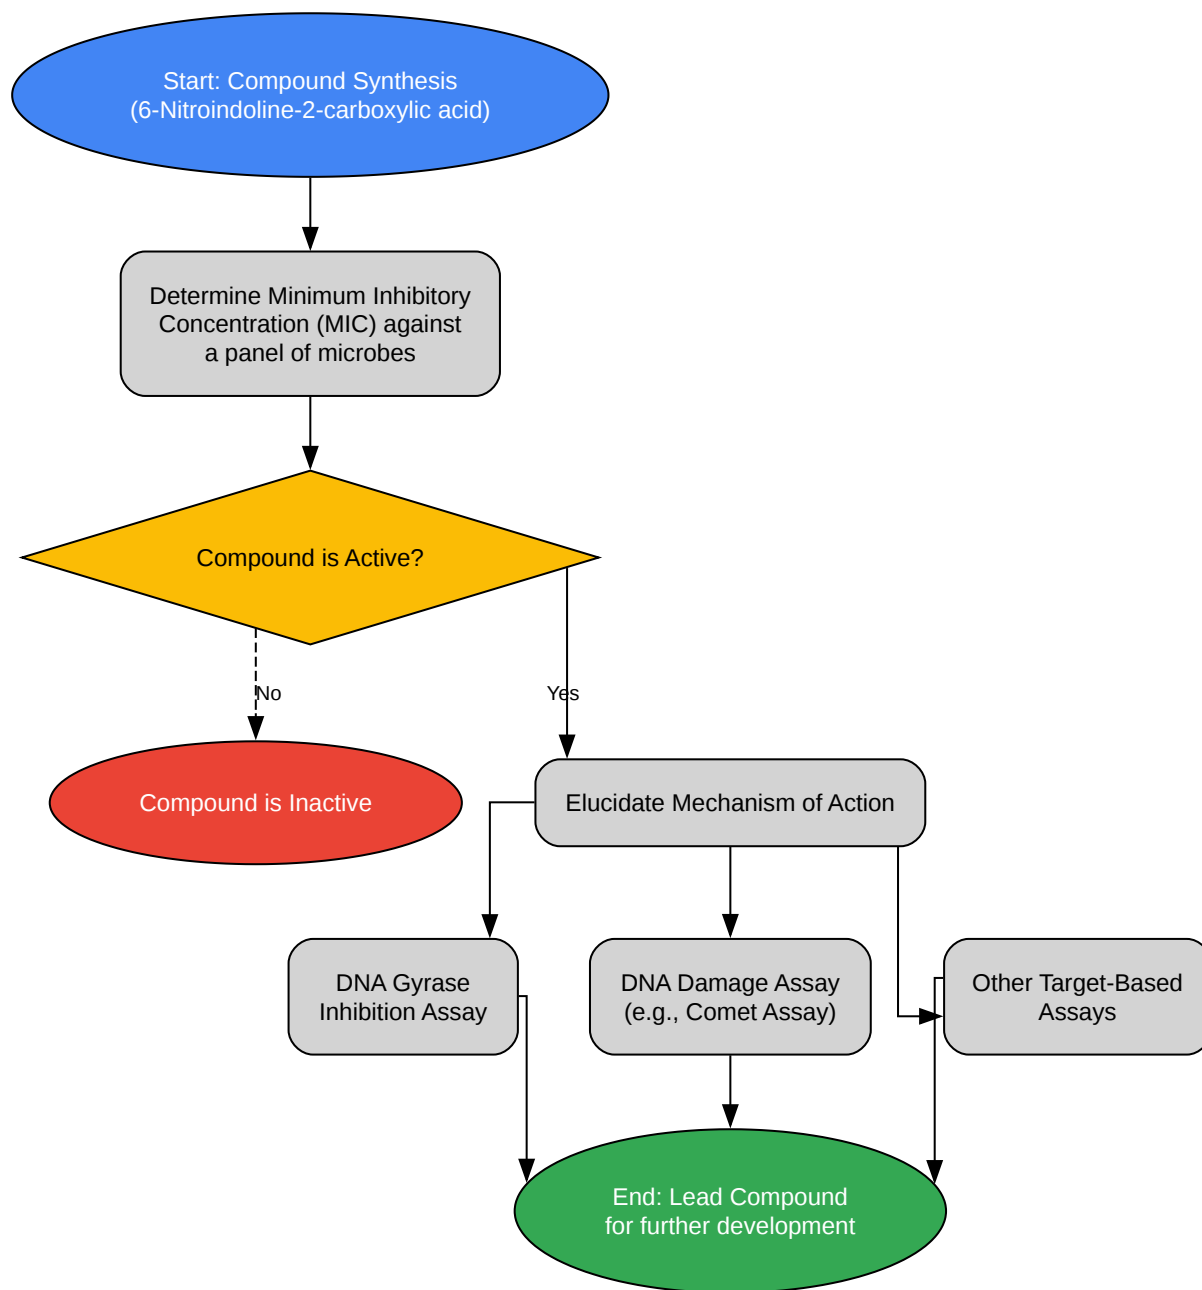 Start: Compound Synthesis
(6-Nitroindoline-2-carboxylic acid)
Determine Minimum Inhibitory
Concentration (MIC) against
a panel of microbes
Compound is Active?
No
Yes
Compound is Inactive
Elucidate Mechanism of Action
DNA Gyrase
Inhibition Assay
DNA Damage Assay
(e.g., Comet Assay)
Other Target-Based
Assays
End: Lead Compound
for further development